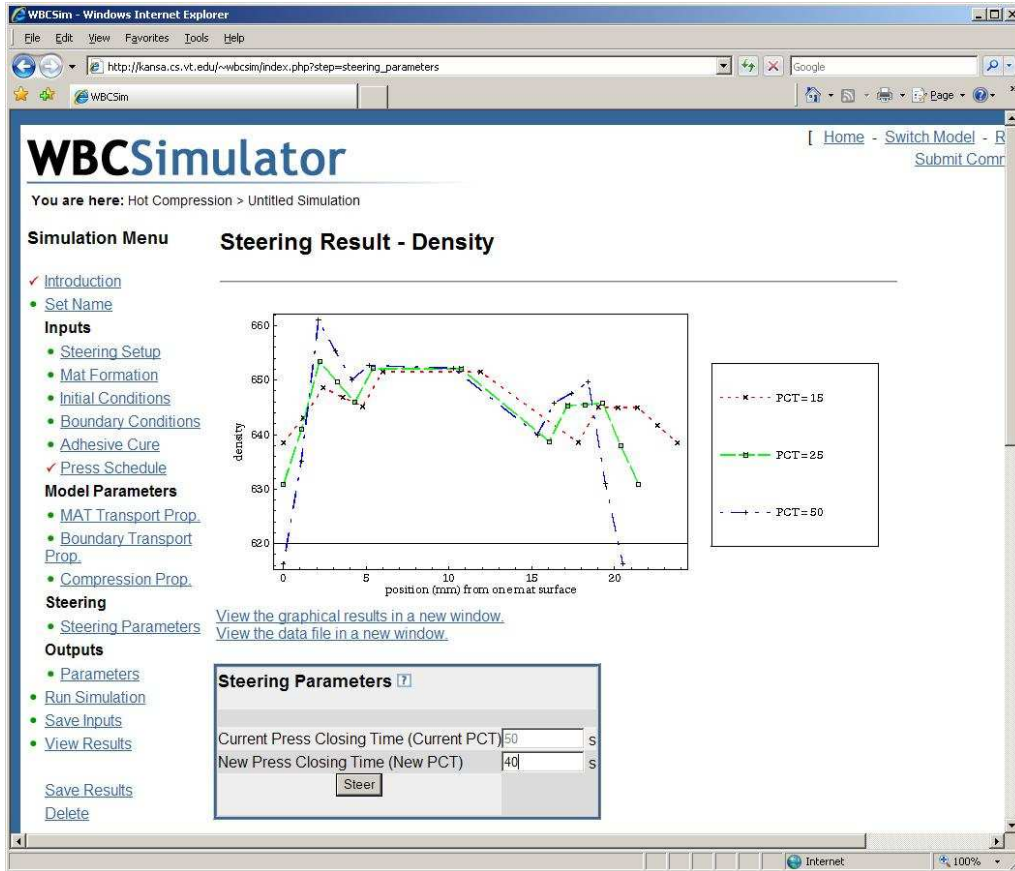 WBCSim - Windows Internet Explorer
File Edit View Favorites Tools Help
http://kansa.cs.vt.edu/~wbcsim/index.php?step=steering_parameters
Google
WBCSim
Page
WBCSimulator
[ Home - Switch Model - R
Submit Comr
You are here: Hot Compression > Untitled Simulation
Simulation Menu
Introduction
Set Name
Inputs
Steering Setup
Mat Formation
Initial Conditions
Boundary Conditions
Adhesive Cure
Press Schedule
Model Parameters
MAT Transport Prop.
Boundary Transport
Prop.
Compression Prop.
Steering
Steering Parameters
Outputs
Parameters
Run Simulation
Save Inputs
View Results
Save Results
Delete
Steering Result - Density
660
650
640
630
620
density
0 5 10 15 20
position (mm) from one mat surface
PCT=15
PCT=25
PCT=50
View the graphical results in a new window.
View the data file in a new window.
Steering Parameters ?
Current Press Closing Time (Current PCT) 50 s
New Press Closing Time (New PCT) 40 s
Steer
Internet
100%